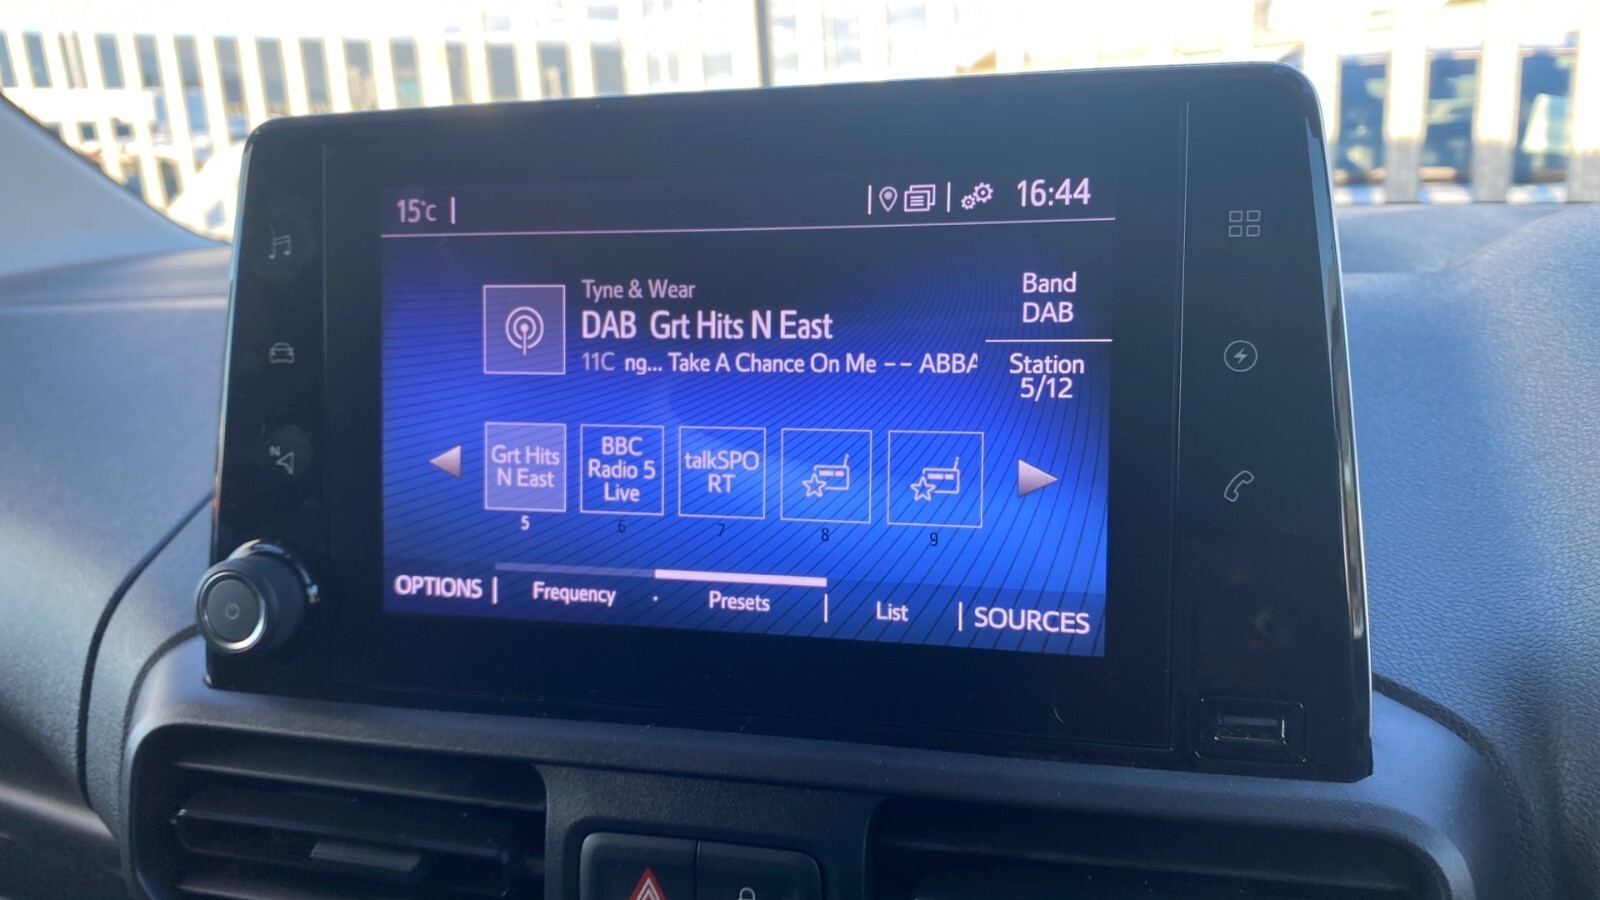 15°C
16:44
Tyne & Wear
DAB Grt Hits N East
11C ng... Take A Chance On Me -- ABBA
Band
DAB
Station
5/12
Grt Hits
N East
5
BBC
Radio 5
Live
6
talkSPO
RT
7
8
9
OPTIONS
Frequency
Presets
List
SOURCES
N